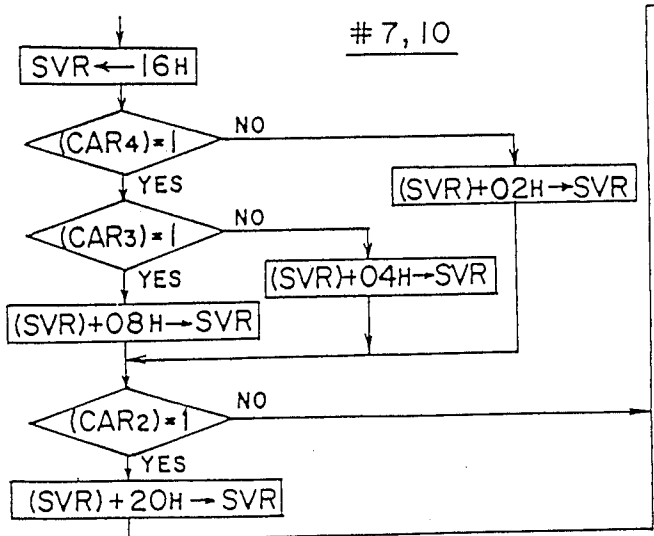 # 7, 10
SVR ← 16H
(CAR4)=1
NO
YES
(SVR)+02H→SVR
(CAR3)=1
NO
YES
(SVR)+04H→SVR
(SVR)+08H→SVR
(CAR2)=1
NO
YES
(SVR)+20H→SVR